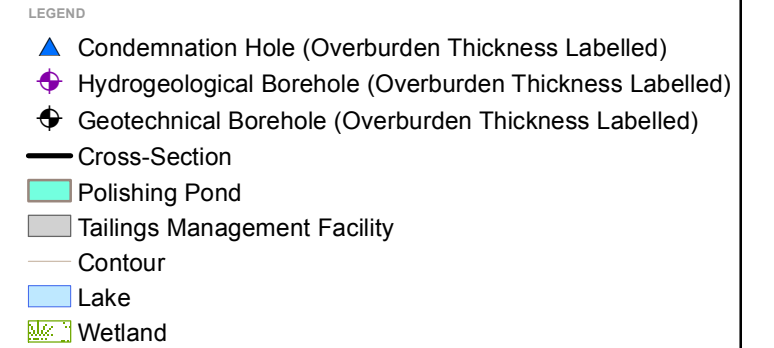 LEGEND
Condemnation Hole (Overburden Thickness Labelled)
Hydrogeological Borehole (Overburden Thickness Labelled)
Geotechnical Borehole (Overburden Thickness Labelled)
Cross-Section
Polishing Pond
Tailings Management Facility
Contour
Lake
Wetland